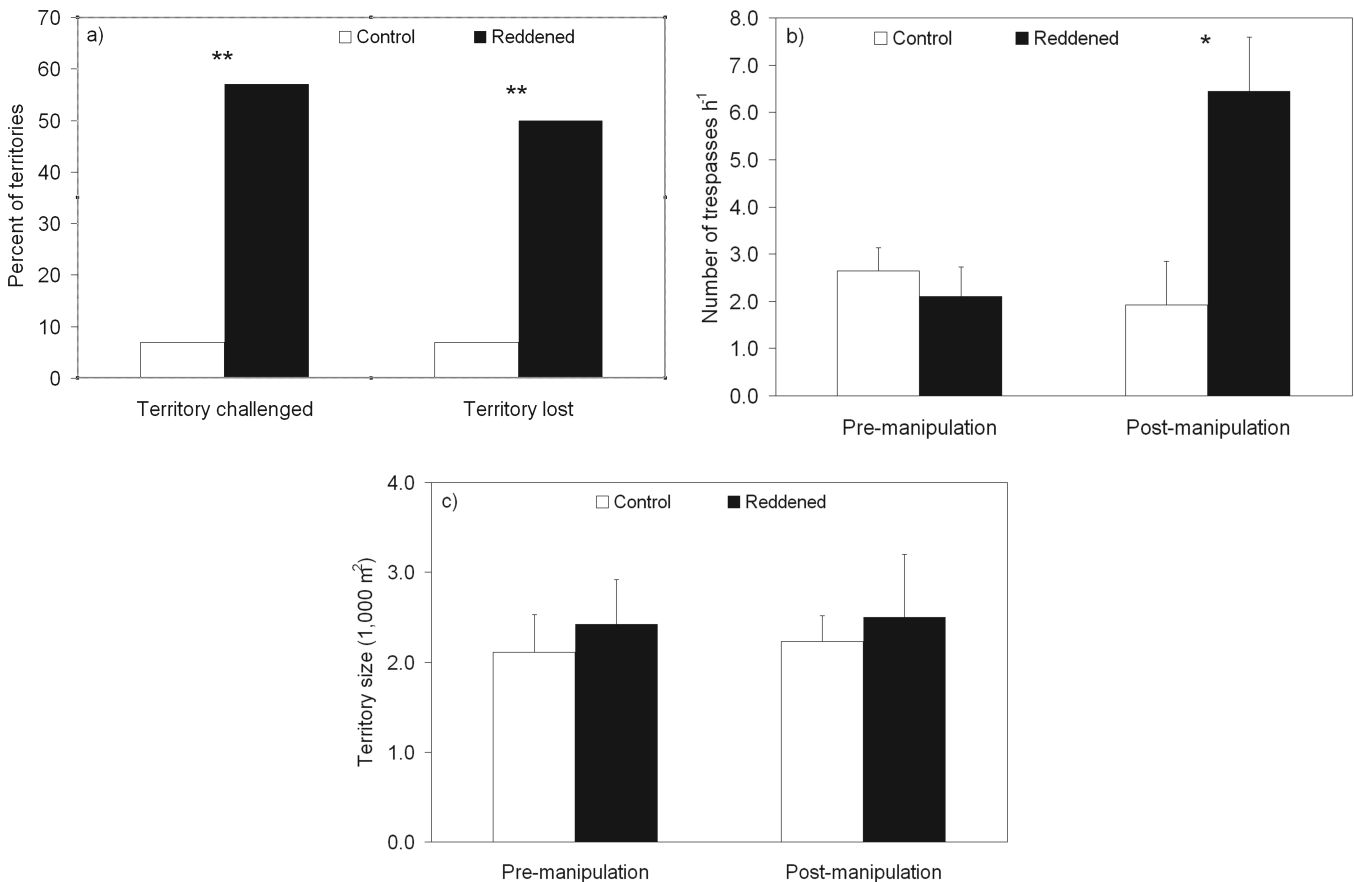 a)
Control
Reddened
**
**
Percent of territories
70
60
50
40
30
20
10
0
Territory challenged
Territory lost
b)
Control
Reddened
*
Number of trespasses h-1
8.0
7.0
6.0
5.0
4.0
3.0
2.0
1.0
0.0
Pre-manipulation
Post-manipulation
c)
Control
Reddened
Territory size (1,000 m2)
4.0
3.0
2.0
1.0
0.0
Pre-manipulation
Post-manipulation